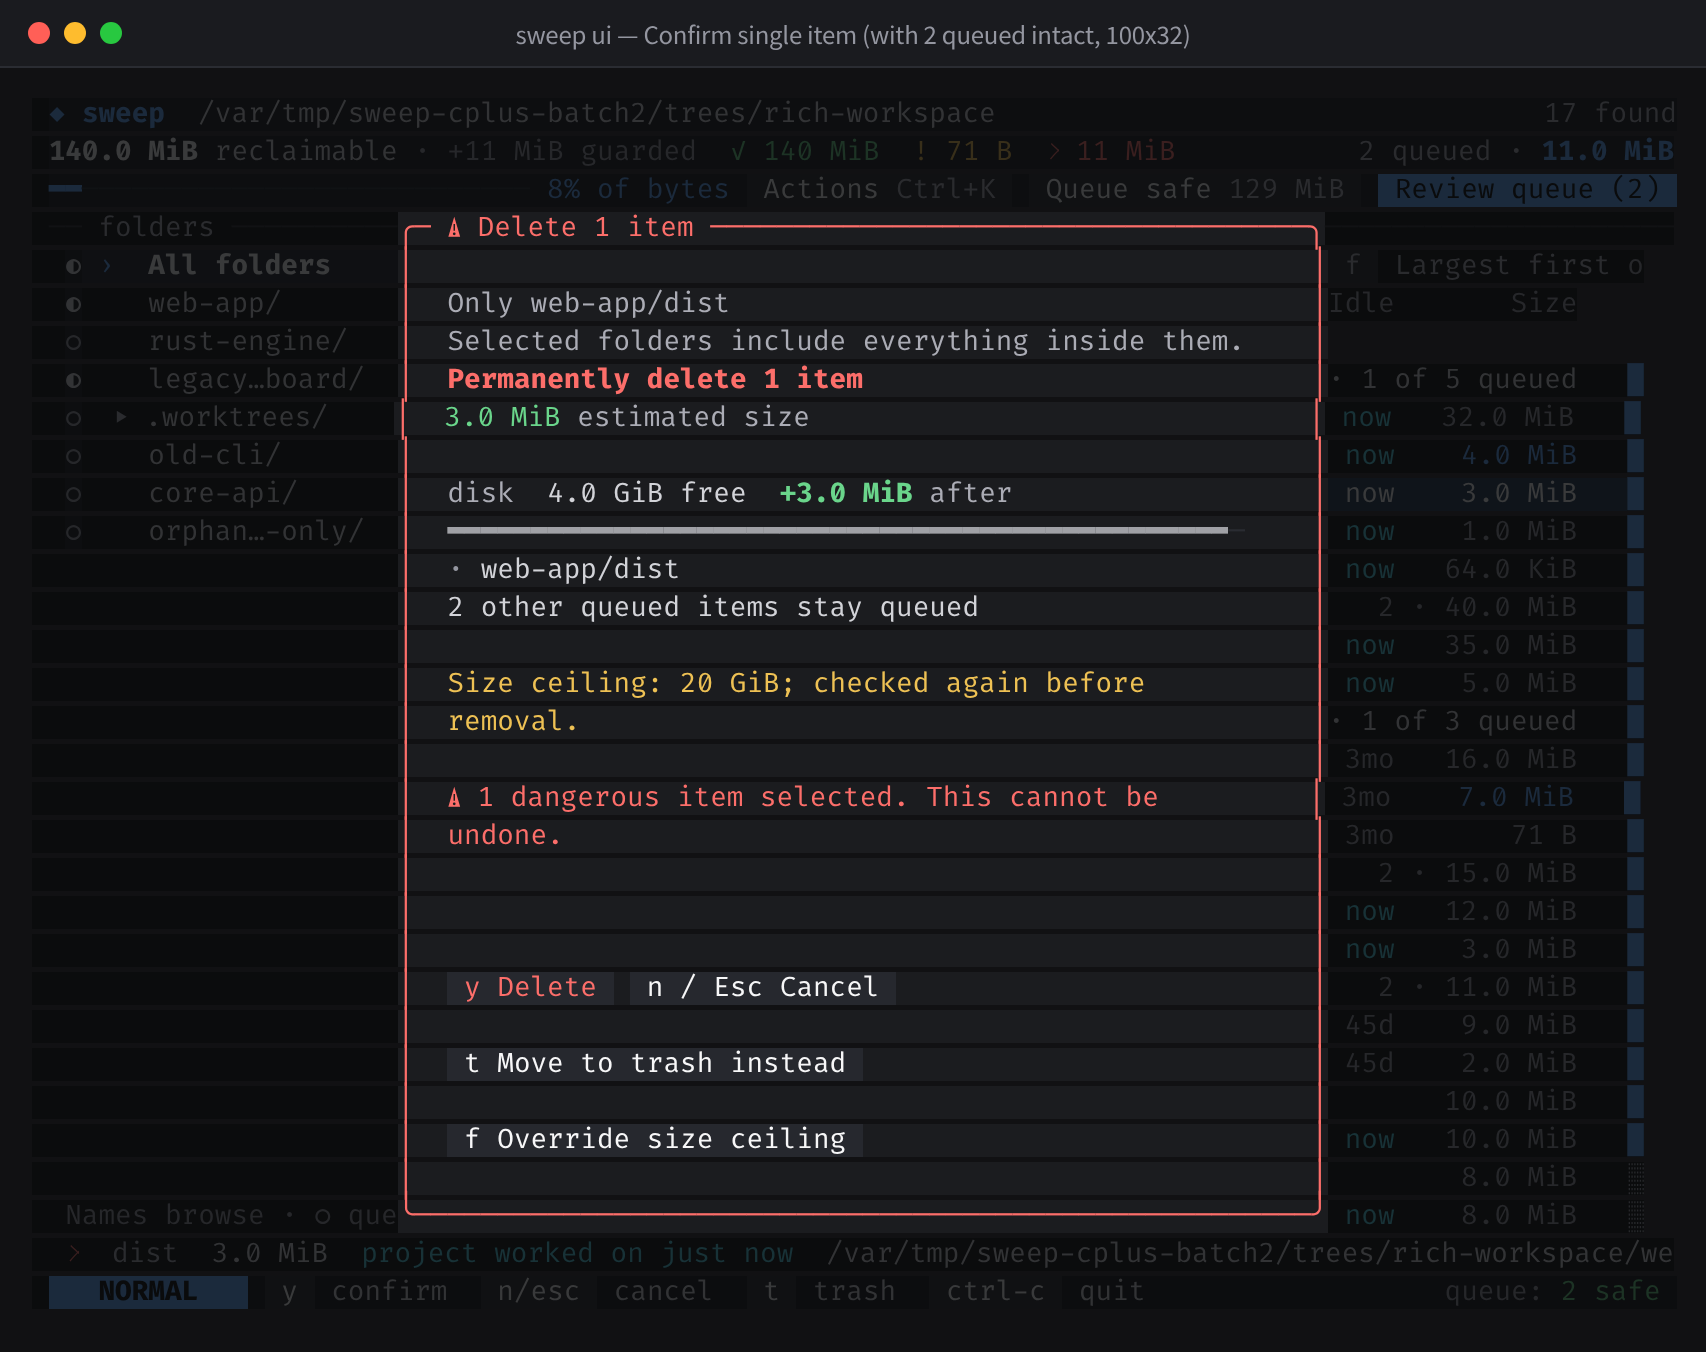 sweep ui — Confirm single item (with 2 queued intact, 100x32)
◆ sweep /var/tmp/sweep-cplus-batch2/trees/rich-workspace 17 found
140.0 MiB reclaimable · +11 MiB guarded √ 140 MiB ! 71 B > 11 MiB 2 queued · 11.0 MiB
8% of bytes Actions Ctrl+K Queue safe 129 MiB Review queue (2)
folders ⚠ Delete 1 item
◐ › All folders f Largest first o
◐ web-app/ Only web-app/dist Idle Size
○ rust-engine/ Selected folders include everything inside them.
◐ legacy…board/ Permanently delete 1 item · 1 of 5 queued
○ ▸ .worktrees/ 3.0 MiB estimated size now 32.0 MiB
○ old-cli/ now 4.0 MiB
○ core-api/ disk 4.0 GiB free +3.0 MiB after now 3.0 MiB
○ orphan…-only/ now 1.0 MiB
· web-app/dist now 64.0 KiB
2 other queued items stay queued 2 · 40.0 MiB
now 35.0 MiB
Size ceiling: 20 GiB; checked again before now 5.0 MiB
removal. · 1 of 3 queued
3mo 16.0 MiB
⚠ 1 dangerous item selected. This cannot be 3mo 7.0 MiB
undone. 3mo 71 B
2 · 15.0 MiB
now 12.0 MiB
now 3.0 MiB
y Delete n / Esc Cancel 2 · 11.0 MiB
45d 9.0 MiB
t Move to trash instead 45d 2.0 MiB
10.0 MiB
f Override size ceiling now 10.0 MiB
8.0 MiB
Names browse · ○ que now 8.0 MiB
> dist 3.0 MiB project worked on just now /var/tmp/sweep-cplus-batch2/trees/rich-workspace/we
NORMAL y confirm n/esc cancel t trash ctrl-c quit queue: 2 safe